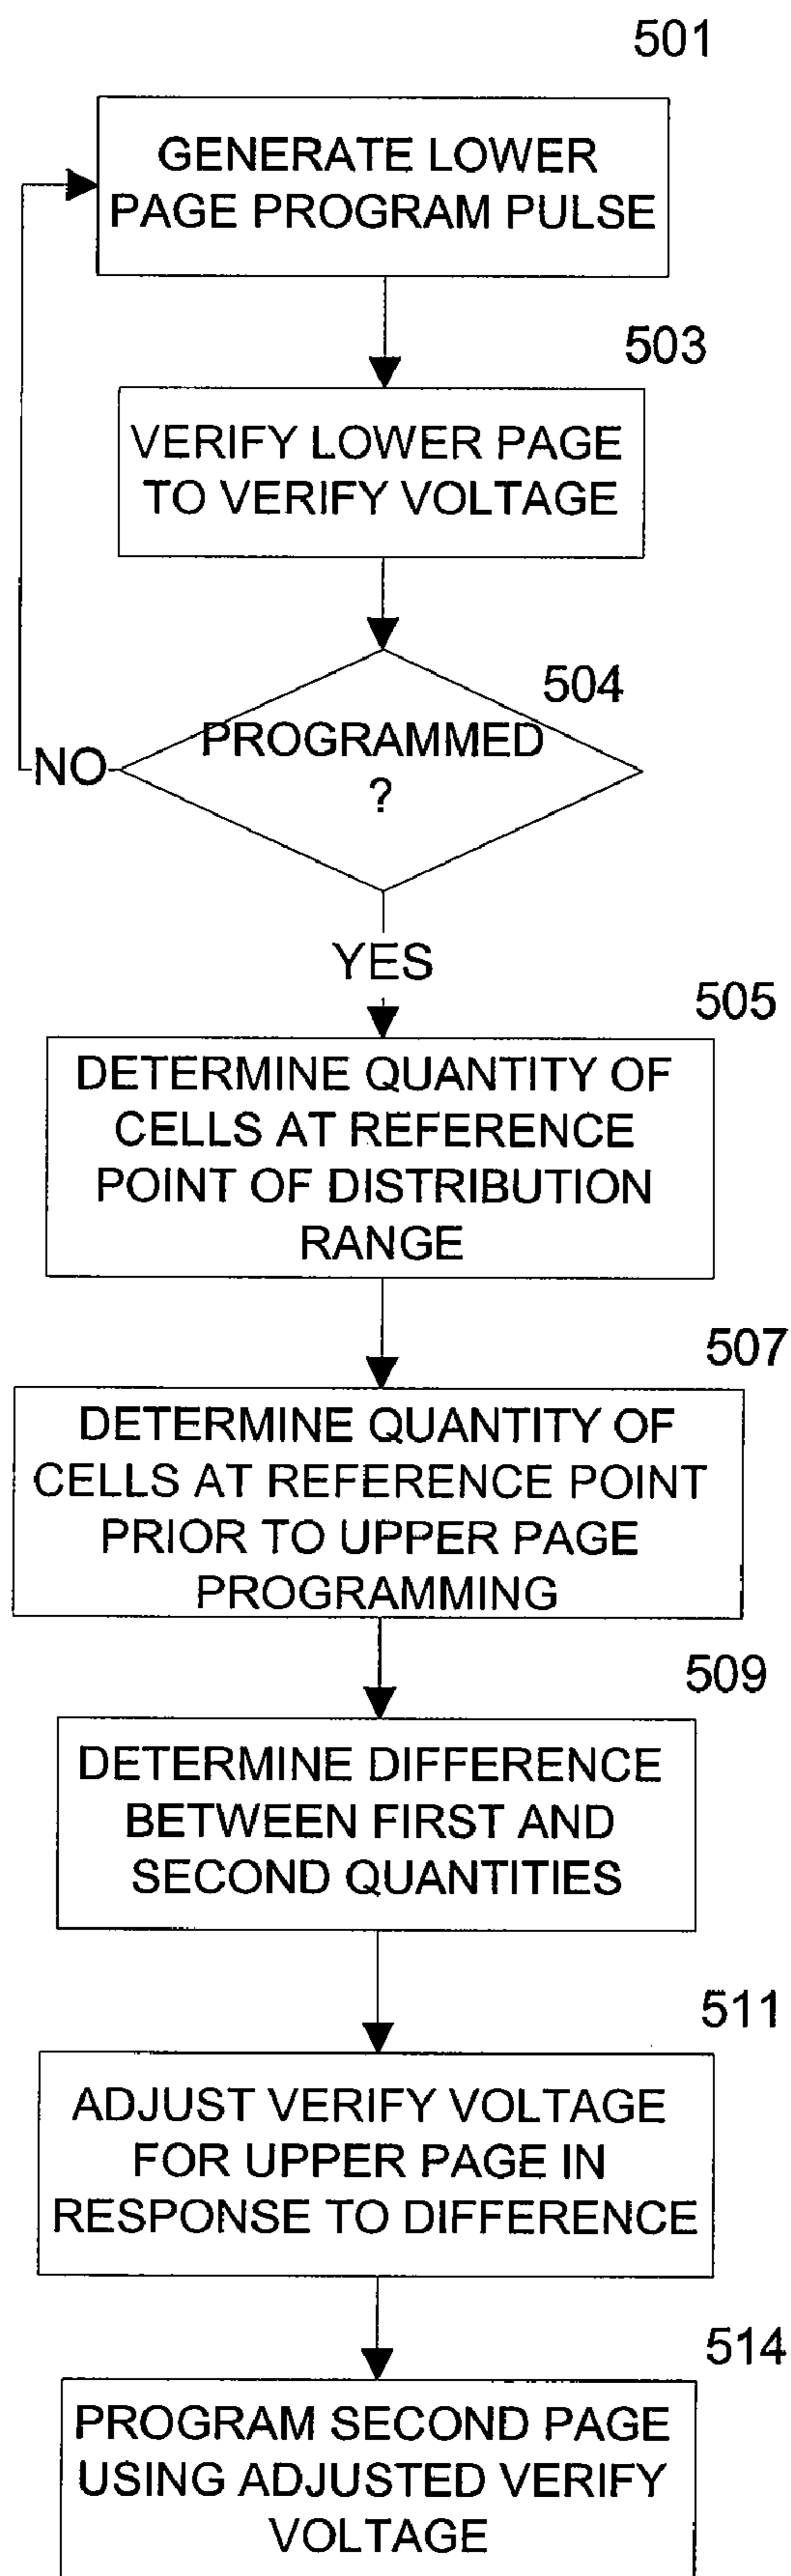 501
GENERATE LOWER
PAGE PROGRAM PULSE
503
VERIFY LOWER PAGE
TO VERIFY VOLTAGE
504
PROGRAMMED
?
NO
YES
505
DETERMINE QUANTITY OF
CELLS AT REFERENCE
POINT OF DISTRIBUTION
RANGE
507
DETERMINE QUANTITY OF
CELLS AT REFERENCE POINT
PRIOR TO UPPER PAGE
PROGRAMMING
509
DETERMINE DIFFERENCE
BETWEEN FIRST AND
SECOND QUANTITIES
511
ADJUST VERIFY VOLTAGE
FOR UPPER PAGE IN
RESPONSE TO DIFFERENCE
514
PROGRAM SECOND PAGE
USING ADJUSTED VERIFY
VOLTAGE